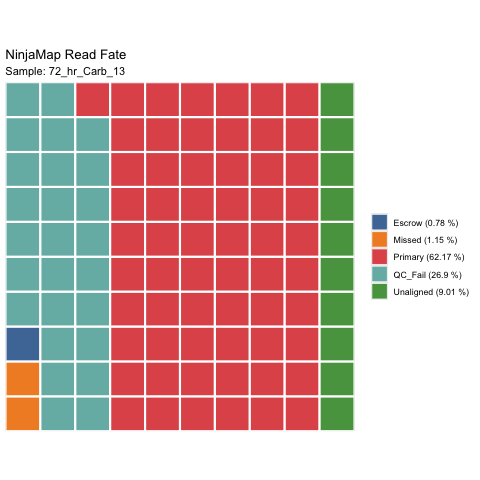 NinjaMap Read Fate
Sample: 72_hr_Carb_13
Escrow (0.78 %)
Missed (1.15 %)
Primary (62.17 %)
QC_Fail (26.9 %)
Unaligned (9.01 %)